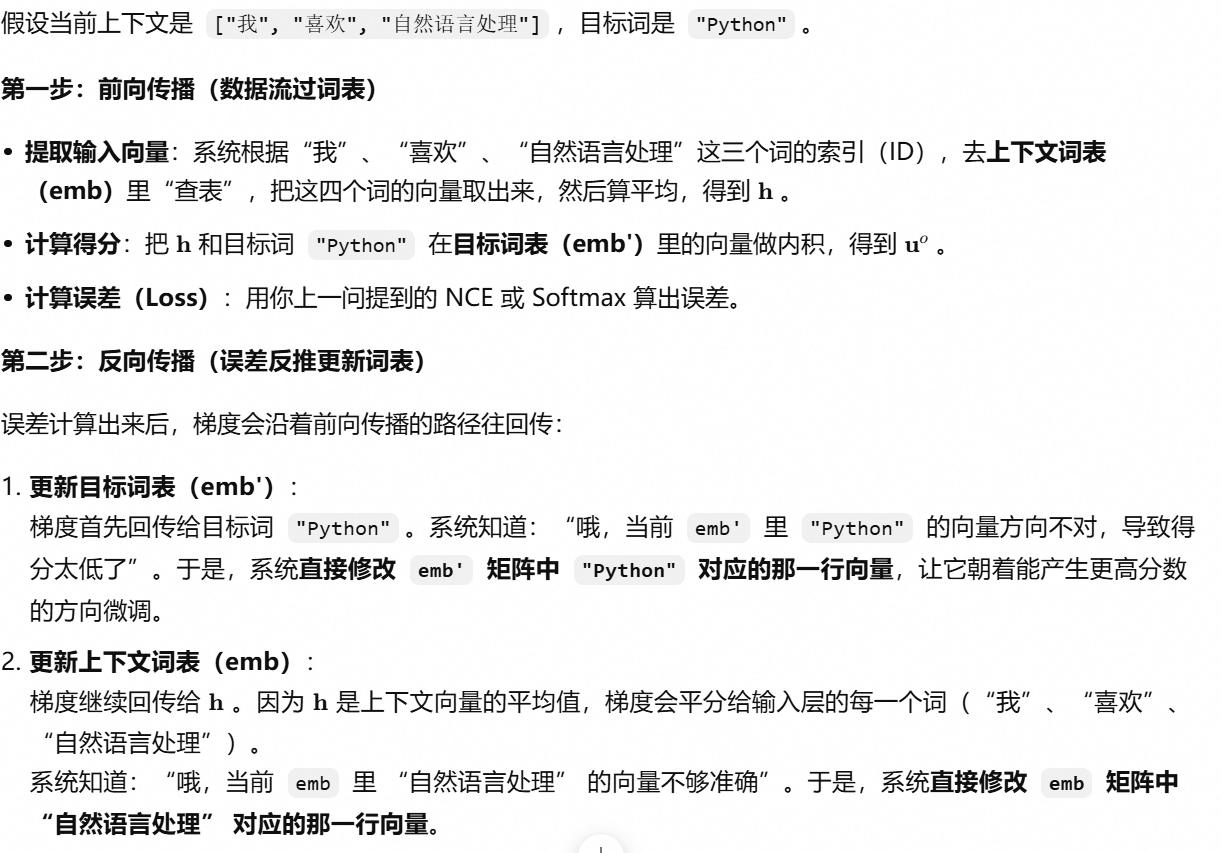 假设当前上下文是 ["我", "喜欢", "自然语言处理"] ，目标词是 "Python" 。
第一步：前向传播（数据流过词表）
• 提取输入向量：系统根据“我”、“喜欢”、“自然语言处理”这三个词的索引（ID），去上下文词表
（emb）里“查表”，把这四个词的向量取出来，然后算平均，得到 h 。
• 计算得分：把 h 和目标词 "Python" 在目标词表（emb'）里的向量做内积，得到 uᵒ 。
• 计算误差（Loss）：用你上一问提到的 NCE 或 Softmax 算出误差。
第二步：反向传播（误差反推更新词表）
误差计算出来后，梯度会沿着前向传播的路径往回传：
1. 更新目标词表（emb'）：
梯度首先回传给目标词 "Python" 。系统知道：“哦，当前 emb' 里 "Python" 的向量方向不对，导致得
分太低了”。于是，系统直接修改 emb' 矩阵中 "Python" 对应的那一行向量，让它朝着能产生更高分数
的方向微调。
2. 更新上下文词表（emb）：
梯度继续回传给 h 。因为 h 是上下文向量的平均值，梯度会平分给输入层的每一个词（“我”、“喜欢”、
“自然语言处理”）。
系统知道：“哦，当前 emb 里 “自然语言处理” 的向量不够准确”。于是，系统直接修改 emb 矩阵中
“自然语言处理” 对应的那一行向量。